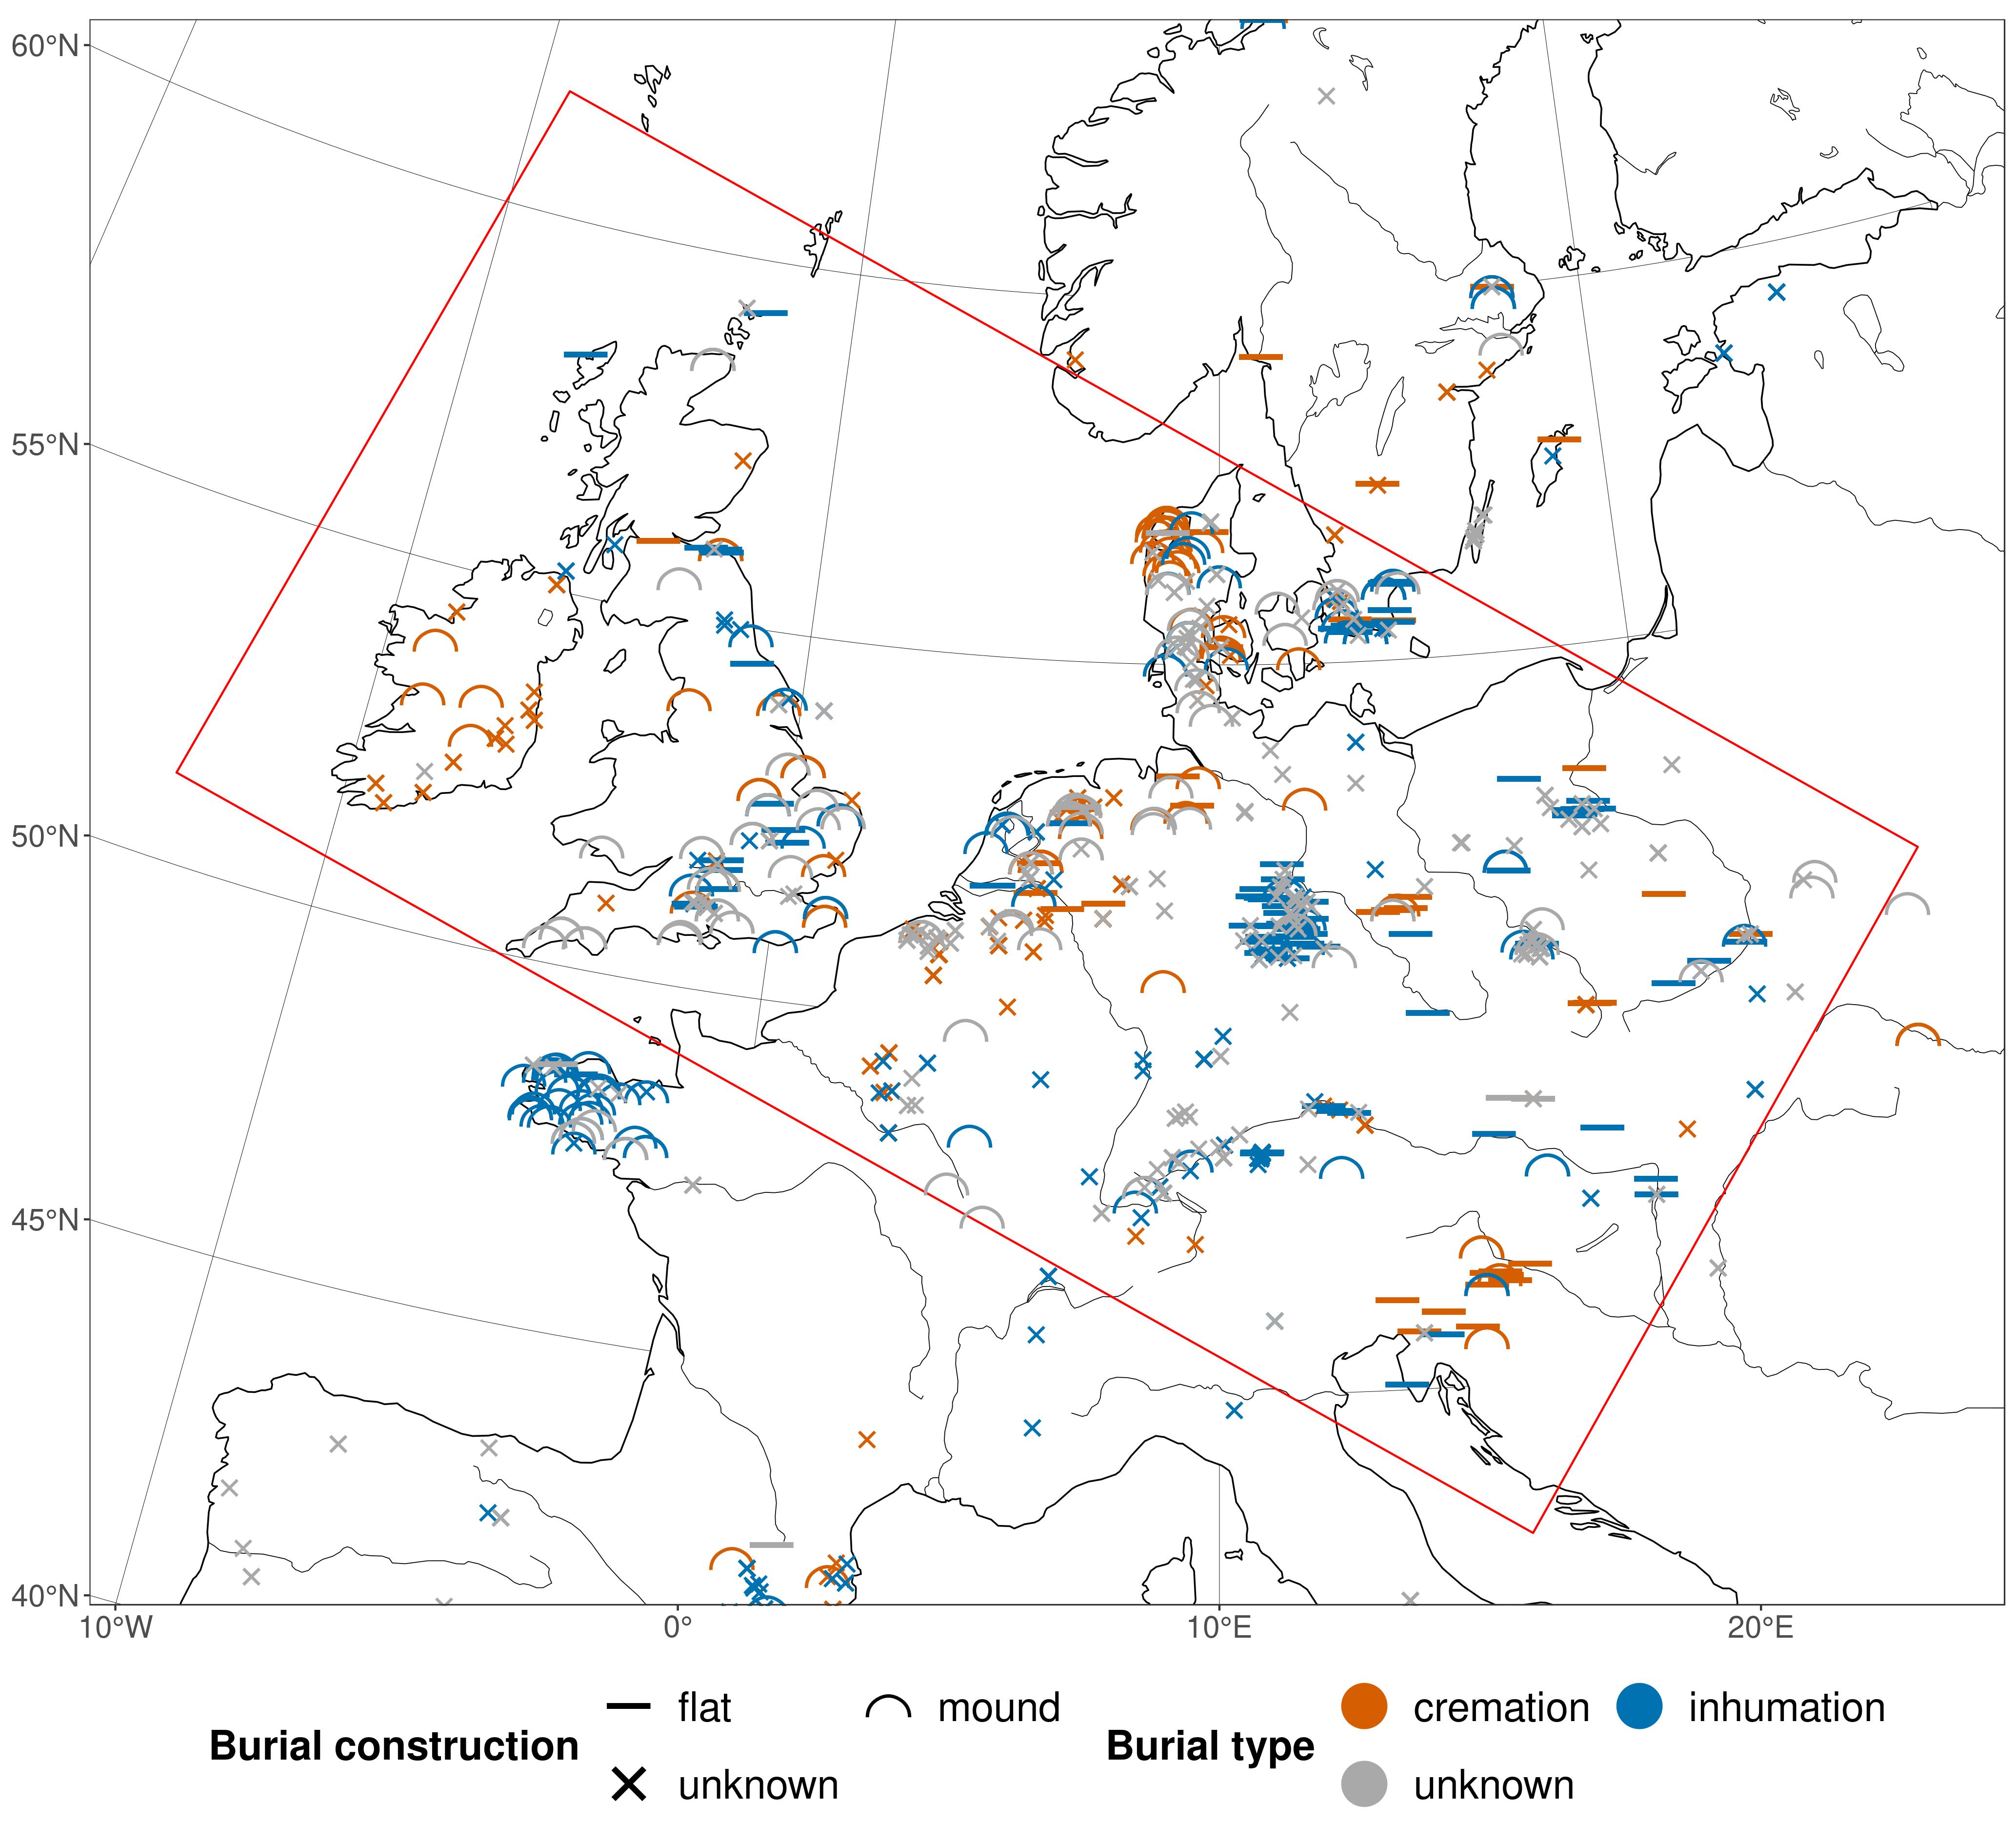 60°N
55°N
50°N
45°N
40°N
10°W 0° 10°E 20°E
flat mound cremation inhumation
Burial construction Burial type
unknown unknown